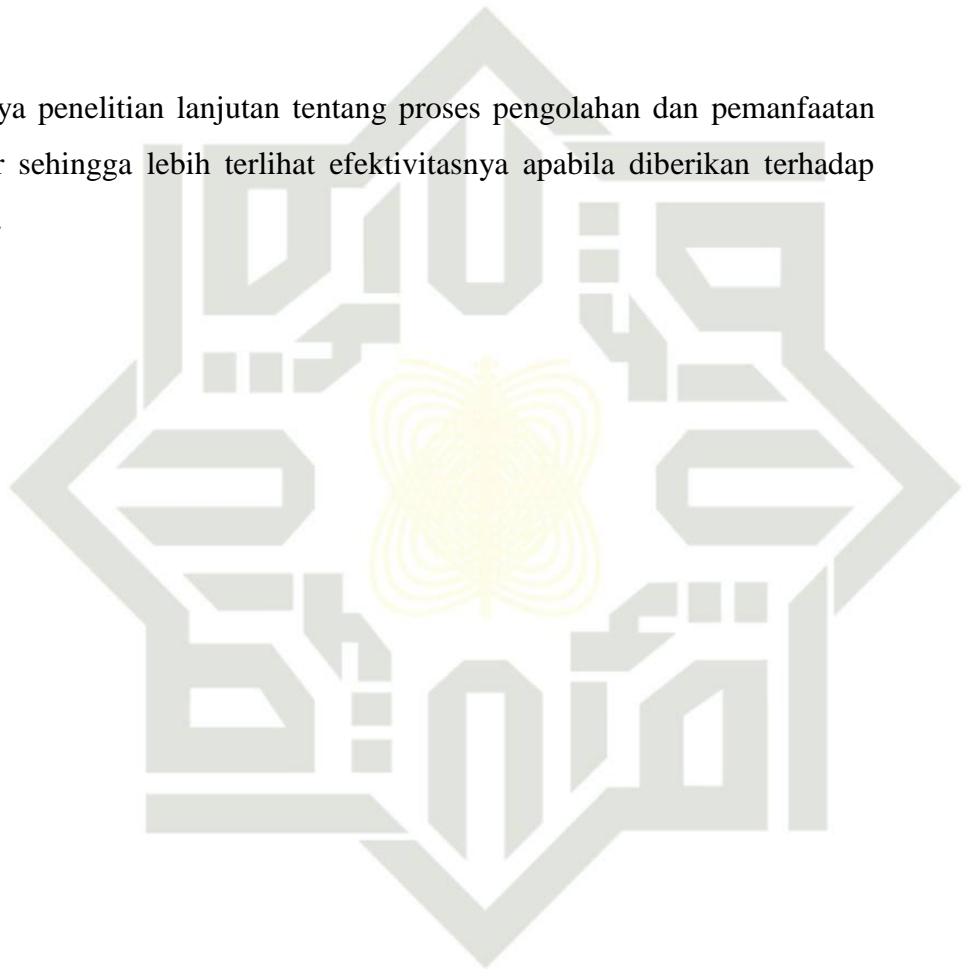 ya penelitian lanjutan tentang proses pengolahan dan pemanfaatan
r sehingga lebih terlihat efektivitasnya apabila diberikan terhadap
.